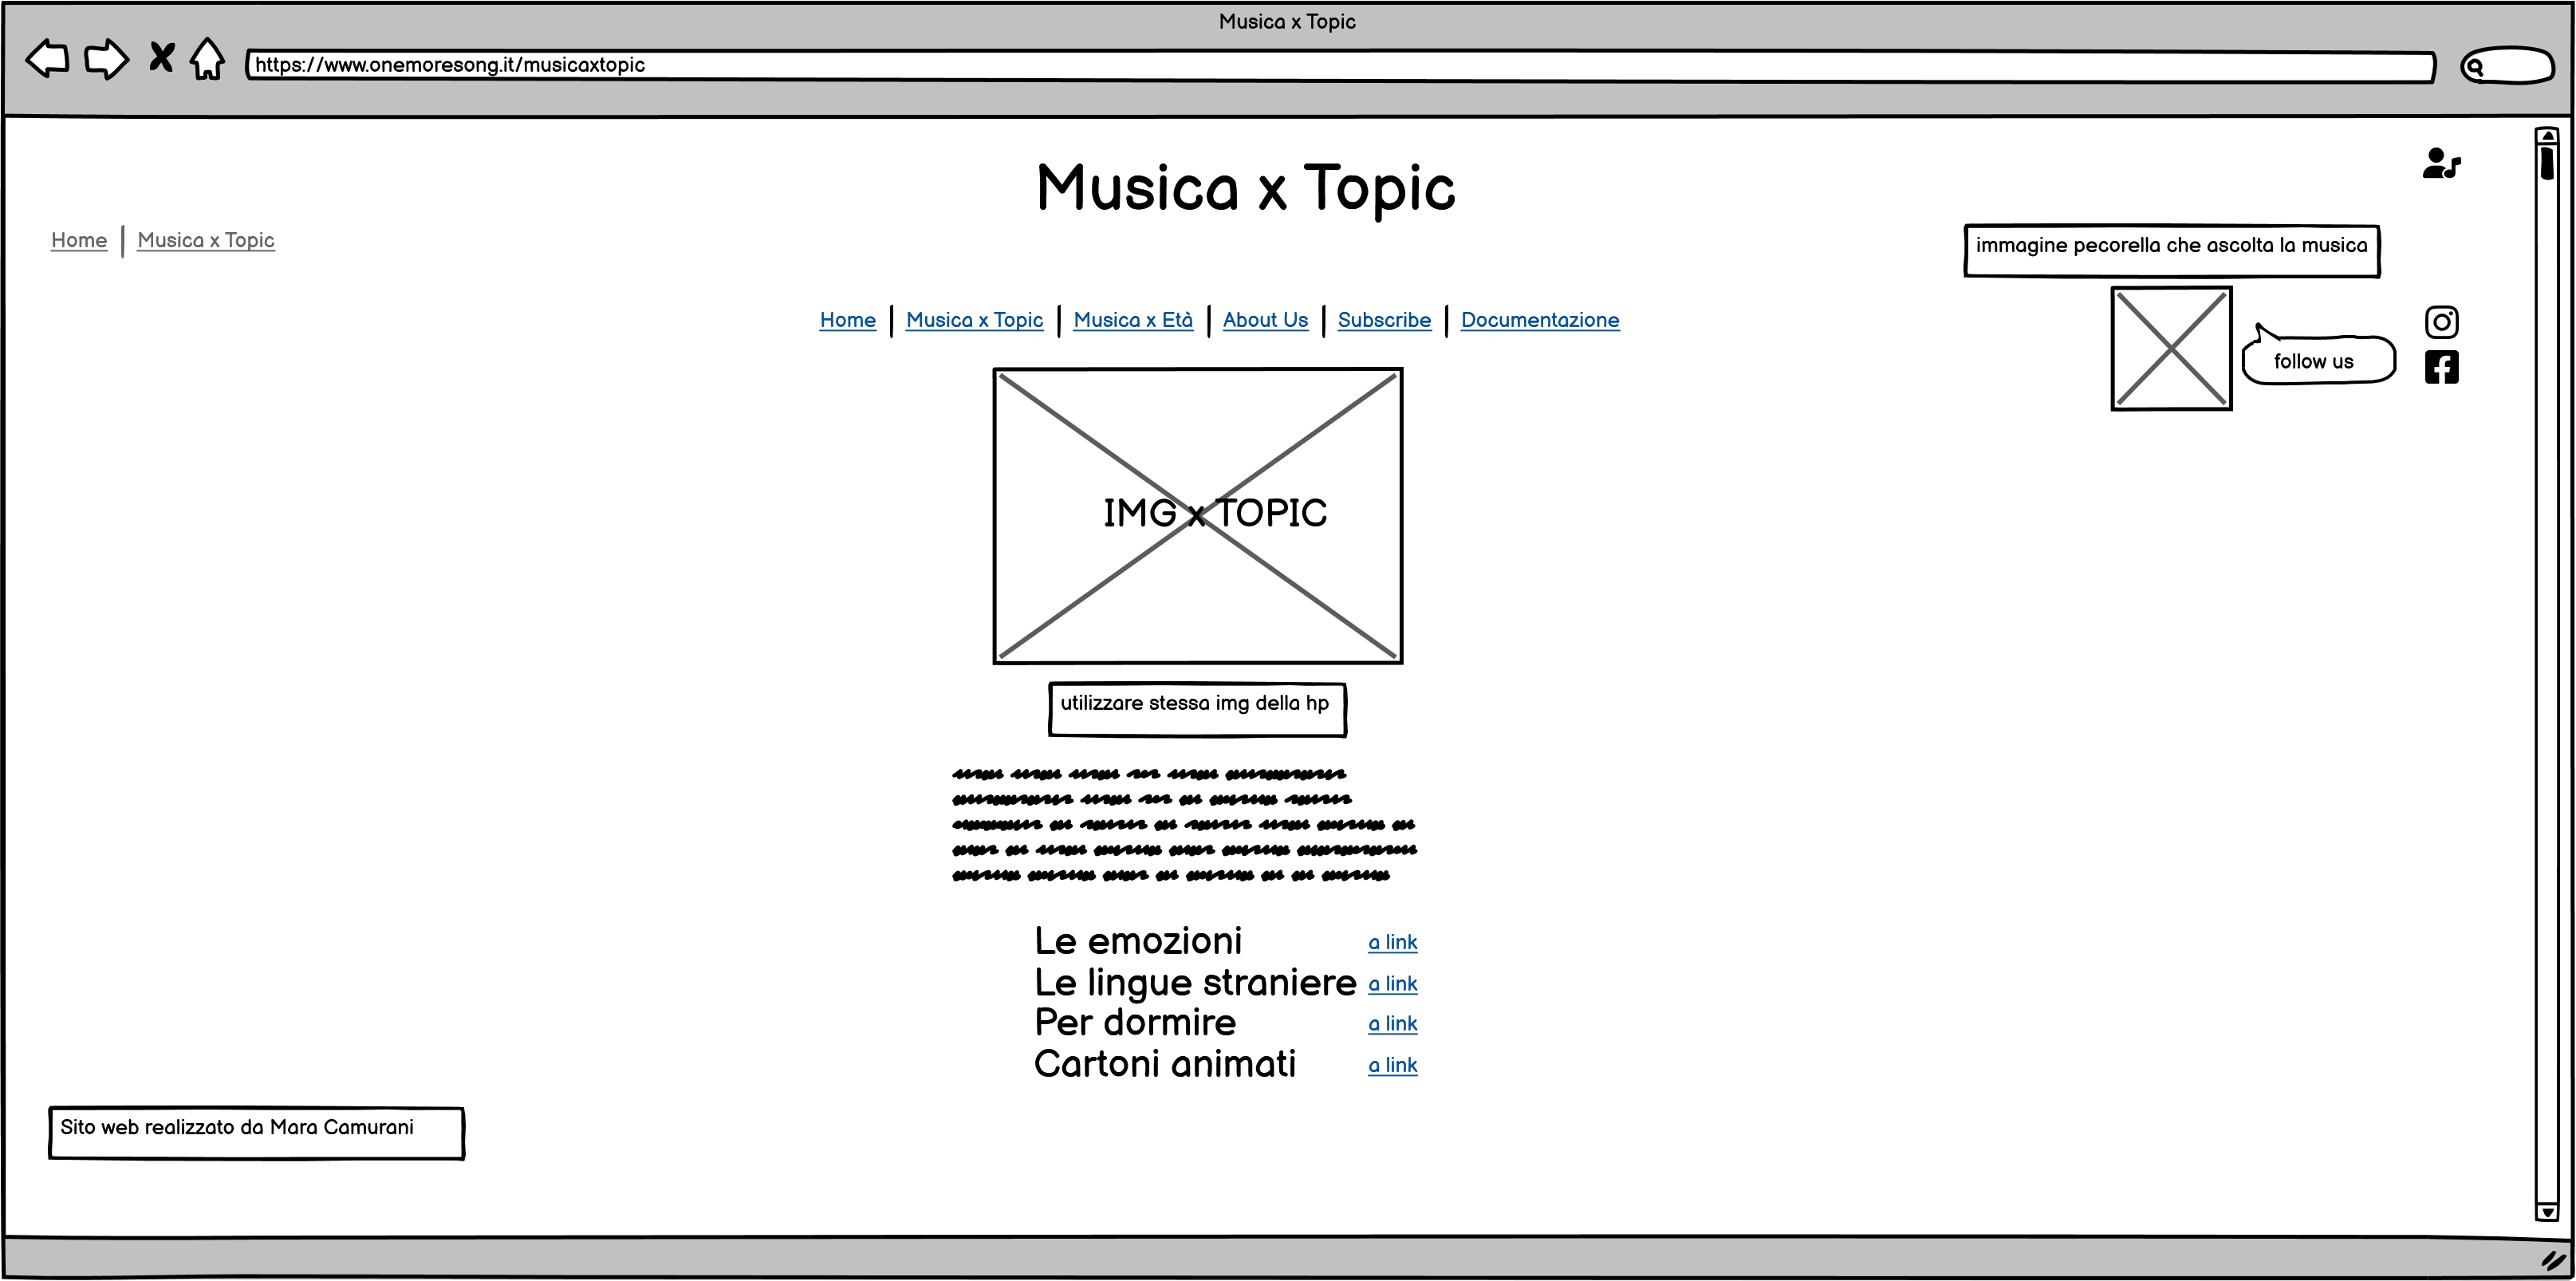 Musica x Topic
https://www.onemoresong.it/musicaxtopic
Musica x Topic
Home | Musica x Topic
immagine pecorella che ascolta la musica
Home | Musica x Topic | Musica x Età | About Us | Subscribe | Documentazione
follow us
IMG x TOPIC
utilizzare stessa img della hp
Le emozioni a link
Le lingue straniere a link
Per dormire a link
Cartoni animati a link
Sito web realizzato da Mara Camurani